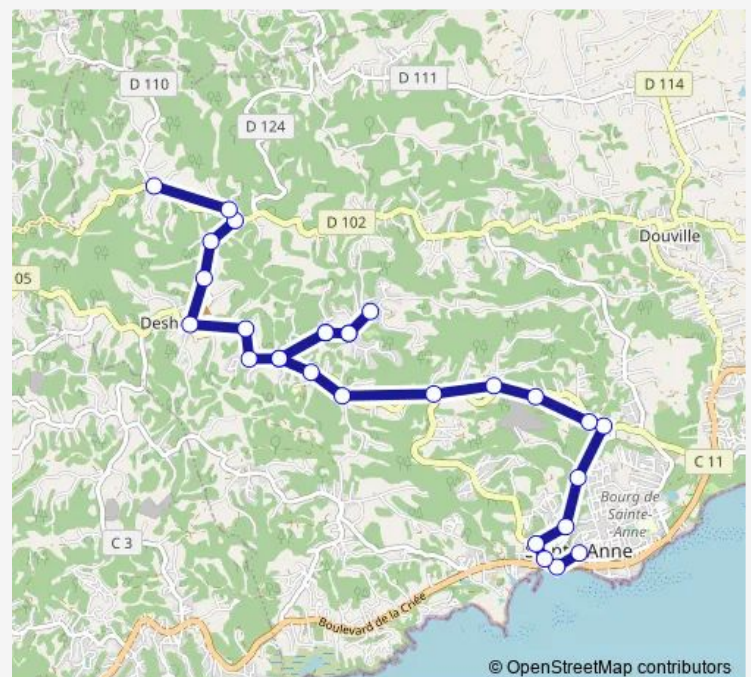 D 110
D 111
D 114
D 124
D 102
Douville
05
Desh
C 11
Bourg de
Sainte-
Anne
C 3
Anne
Boulevard de la Criée
© OpenStreetMap contributors